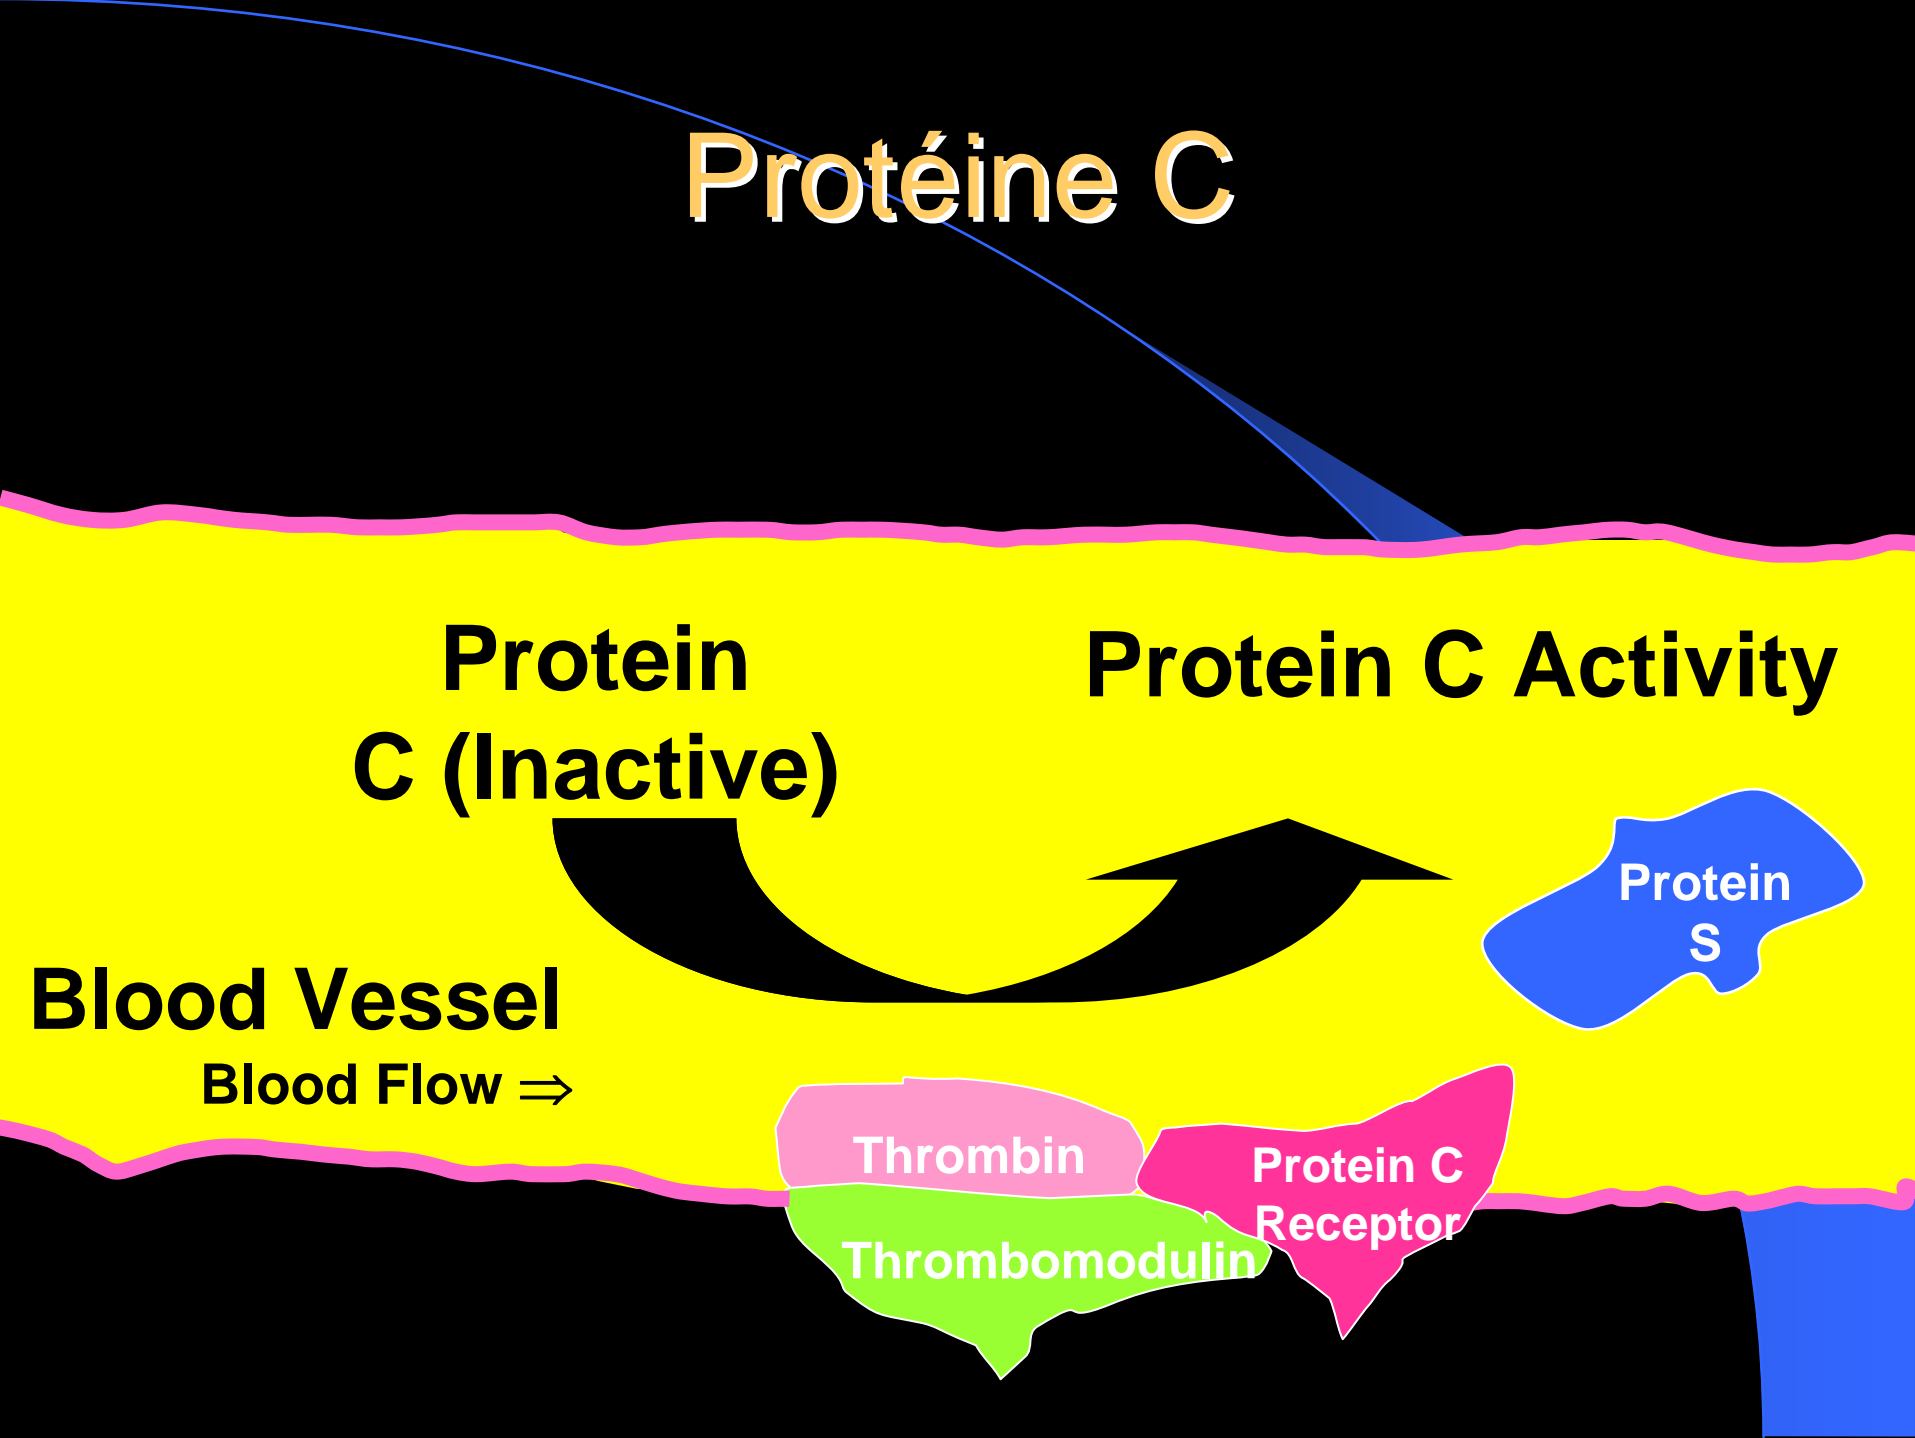 Protéine C
Protein
C (Inactive)
Protein C Activity
Protein
S
Blood Vessel
Blood Flow ⇒
Thrombin
Protein C
Receptor
Thrombomodulin